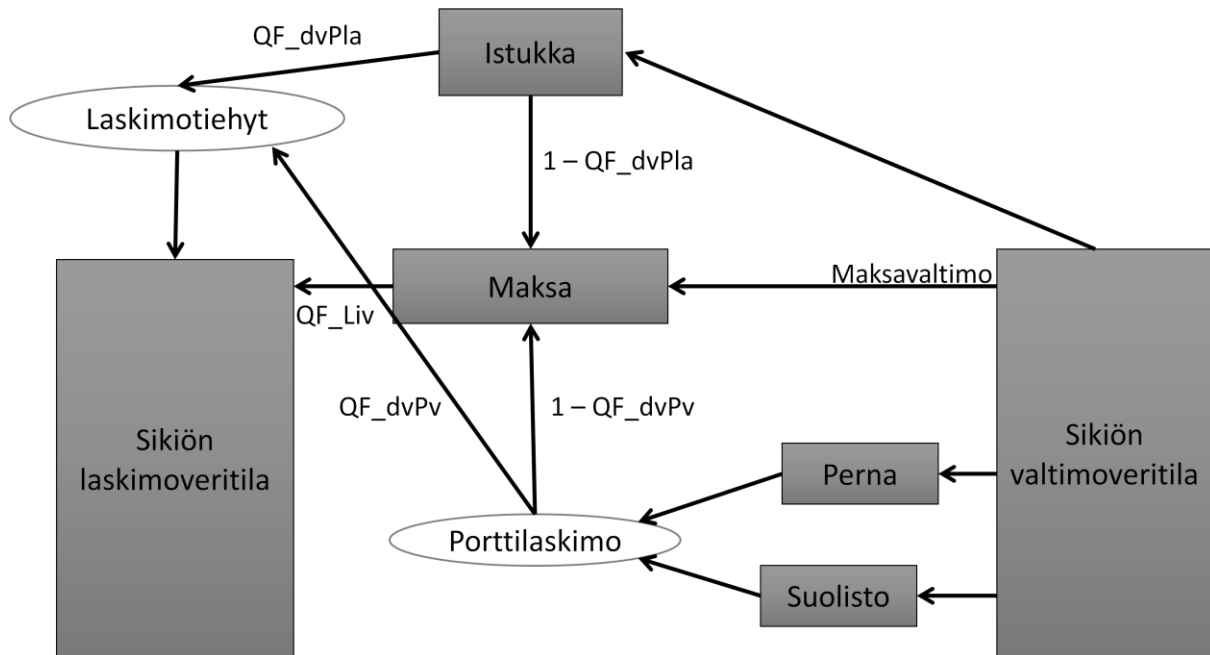 QF_dvPla
Istukka
Laskimotiehyt
1 – QF_dvPla
Maksa
Maksavaltimo
QF_Liv
QF_dvPv
1 – QF_dvPv
Sikiön
laskimoveritila
Perna
Sikiön
valtimoveritila
Porttilaskimo
Suolisto